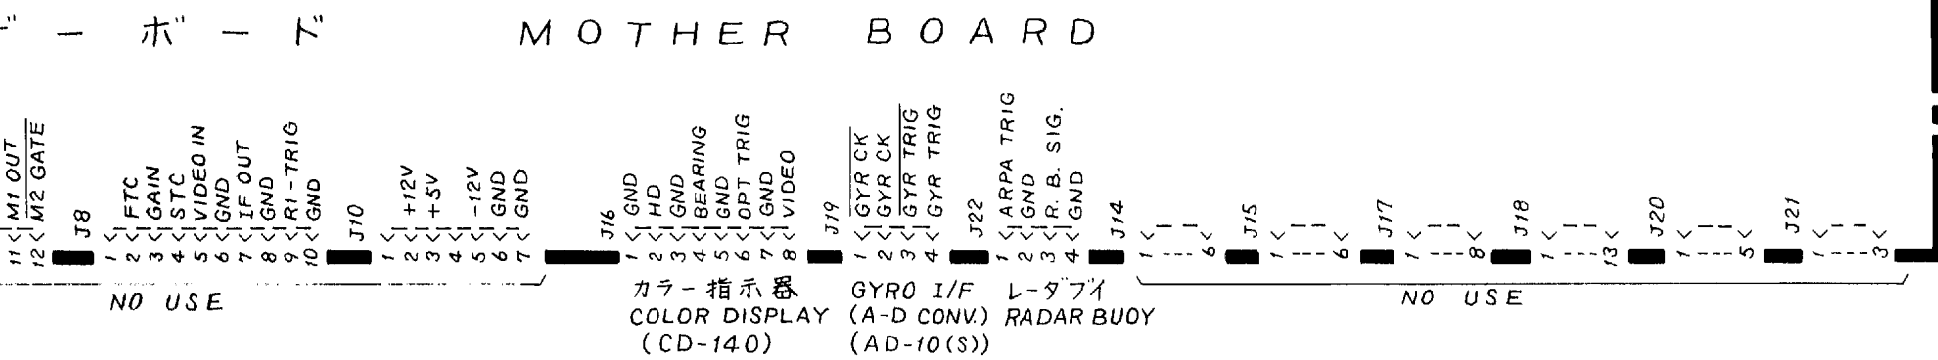 ーボード MOTHER BOARD
11 M1 OUT
12 M2 GATE
J8
1
2 FTC
3 GAIN
4 STC
5 VIDEO IN
6 GND
7 IF OUT
8 GND
9 R1-TRIG
10 GND
J10
1
2 +12V
3 +5V
4
5 -12V
6 GND
7 GND
NO USE
J16
1 GND
2 HD
3 GND
4 BEARING
5 GND
6 OPT TRIG
7 GND
8 VIDEO
カラー指示器
COLOR DISPLAY
(CD-140)
J19
1 GYR CK
2 GYR CK
3 GYR TRIG
4 GYR TRIG
GYRO I/F
(A-D CONV.)
(AD-10(S))
J22
1 ARPA TRIG
2 GND
3 R. B. SIG.
4 GND
レーダブイ
RADAR BUOY
J14
1 --- 6
J15
1 --- 6
J17
1 --- 8
J18
1 --- 13
J20
1 --- 5
J21
1 --- 3
NO USE